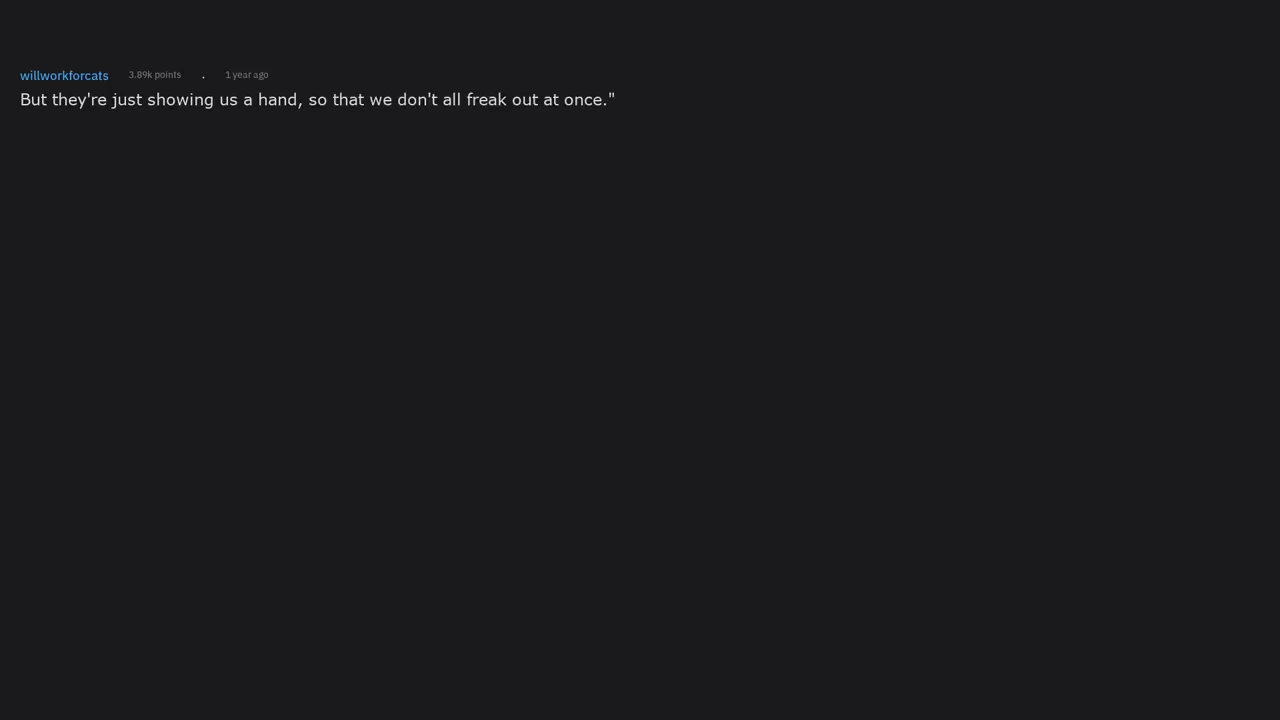 willworkforcats 3.89k points . 1 year ago
But they're just showing us a hand, so that we don't all freak out at once."